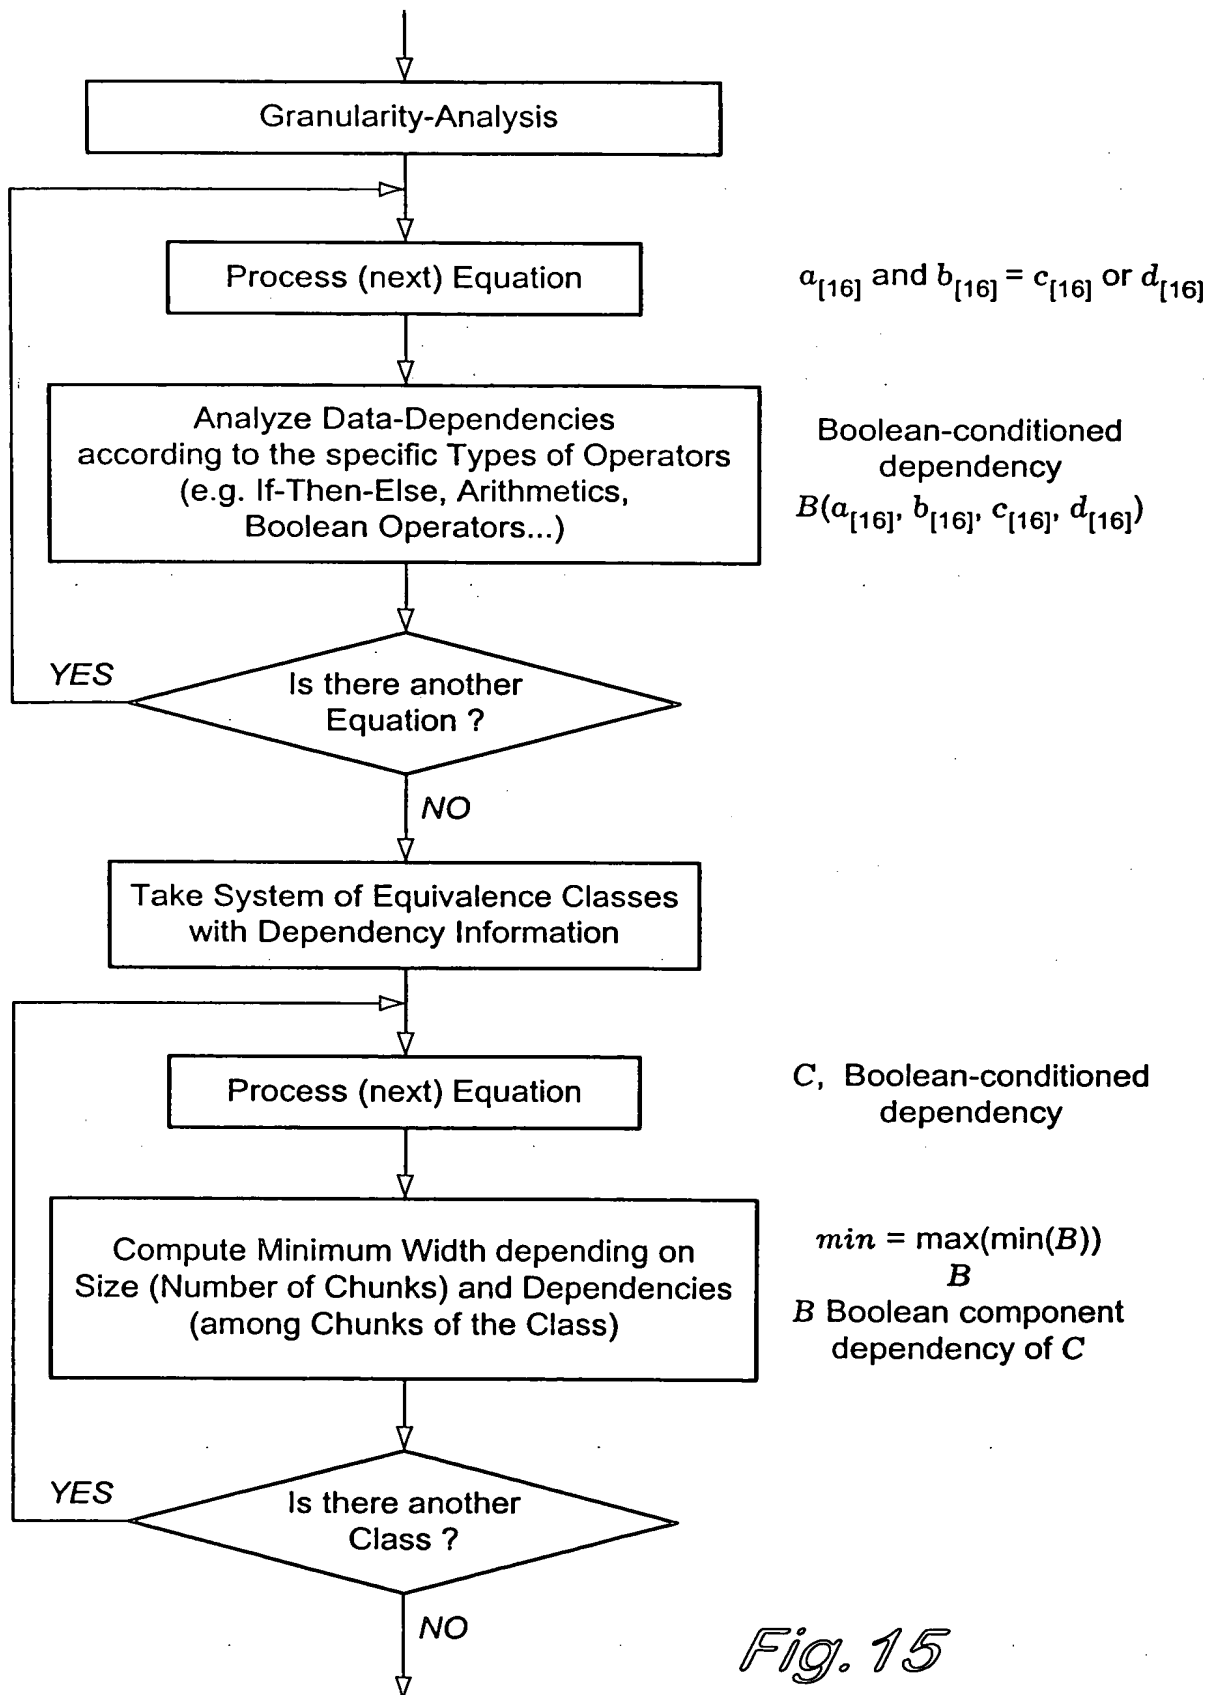 Granularity-Analysis
Process (next) Equation
a[16] and b[16] = c[16] or d[16]
Analyze Data-Dependencies
according to the specific Types of Operators
(e.g. If-Then-Else, Arithmetics,
Boolean Operators...)
Boolean-conditioned
dependency
B(a[16], b[16], c[16], d[16])
YES
Is there another
Equation ?
NO
Take System of Equivalence Classes
with Dependency Information
Process (next) Equation
C, Boolean-conditioned
dependency
Compute Minimum Width depending on
Size (Number of Chunks) and Dependencies
(among Chunks of the Class)
min = max(min(B))
B
B Boolean component
dependency of C
YES
Is there another
Class ?
NO
Fig. 15